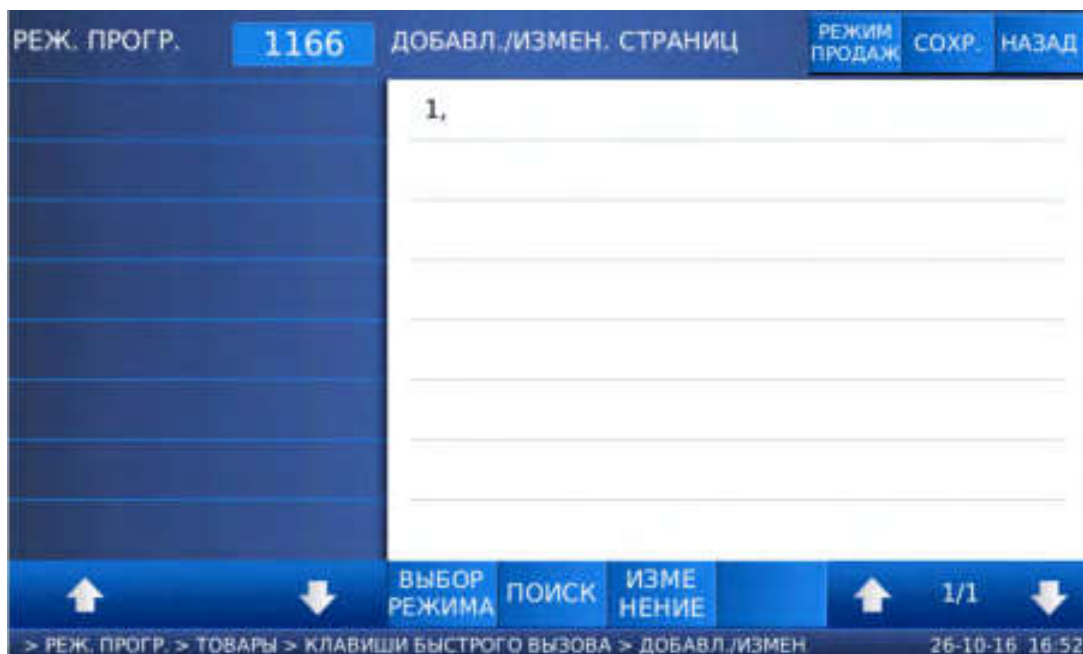 РЕЖ. ПРОГР. 1166 ДОБАВЛ./ИЗМЕН. СТРАНИЦ РЕЖИМ ПРОДАЖ СОХР. НАЗАД
1,
ВЫБОР РЕЖИМА ПОИСК ИЗМЕ НЕНИЕ 1/1
> РЕЖ. ПРОГР. > ТОВАРЫ > КЛАВИШИ БЫСТРОГО ВЫЗОВА > ДОБАВЛ./ИЗМЕН 26-10-16 16:52